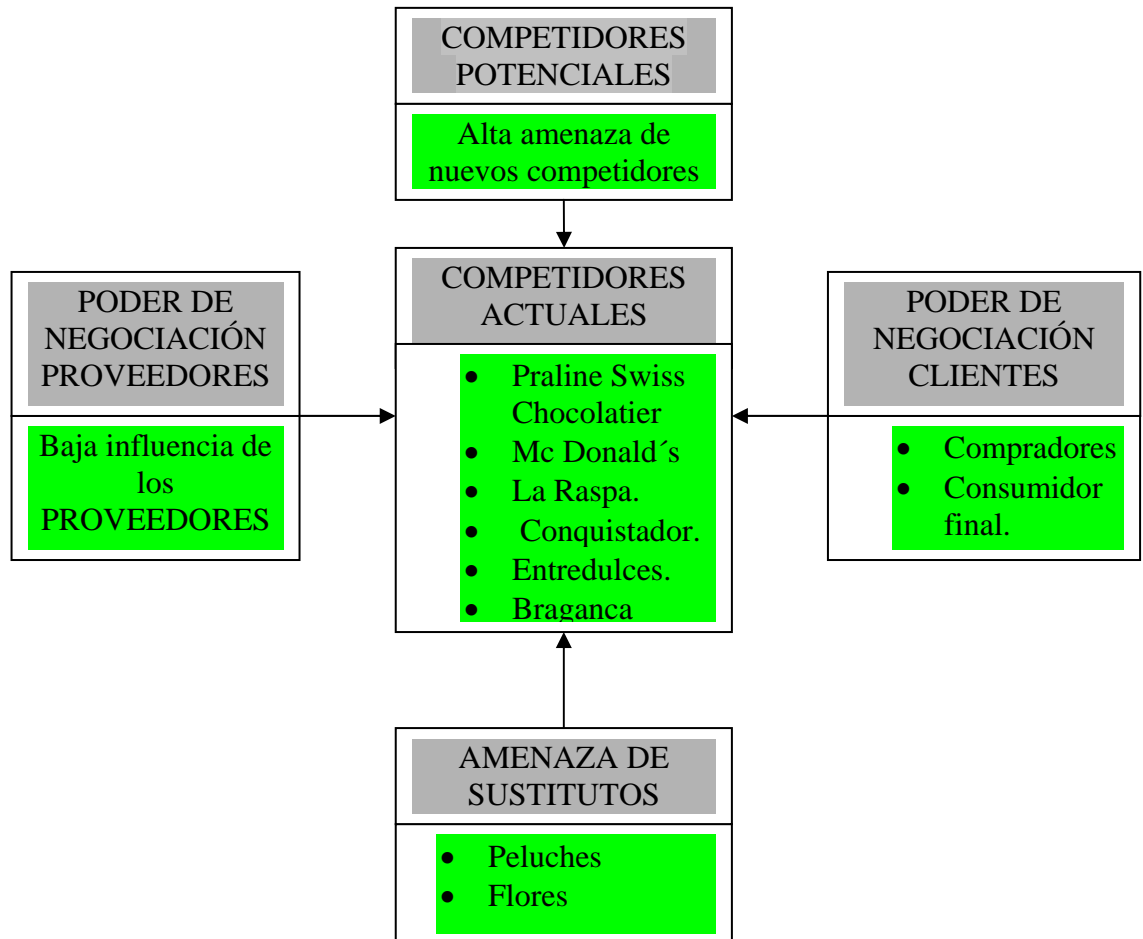 COMPETIDORES
POTENCIALES
Alta amenaza de
nuevos competidores
PODER DE
NEGOCIACIÓN
PROVEEDORES
Baja influencia de
los
PROVEEDORES
COMPETIDORES
ACTUALES
• Praline Swiss
Chocolatier
• Mc Donald´s
• La Raspa.
• Conquistador.
• Entredulces.
• Braganca
PODER DE
NEGOCIACIÓN
CLIENTES
• Compradores
• Consumidor
final.
AMENAZA DE
SUSTITUTOS
• Peluches
• Flores